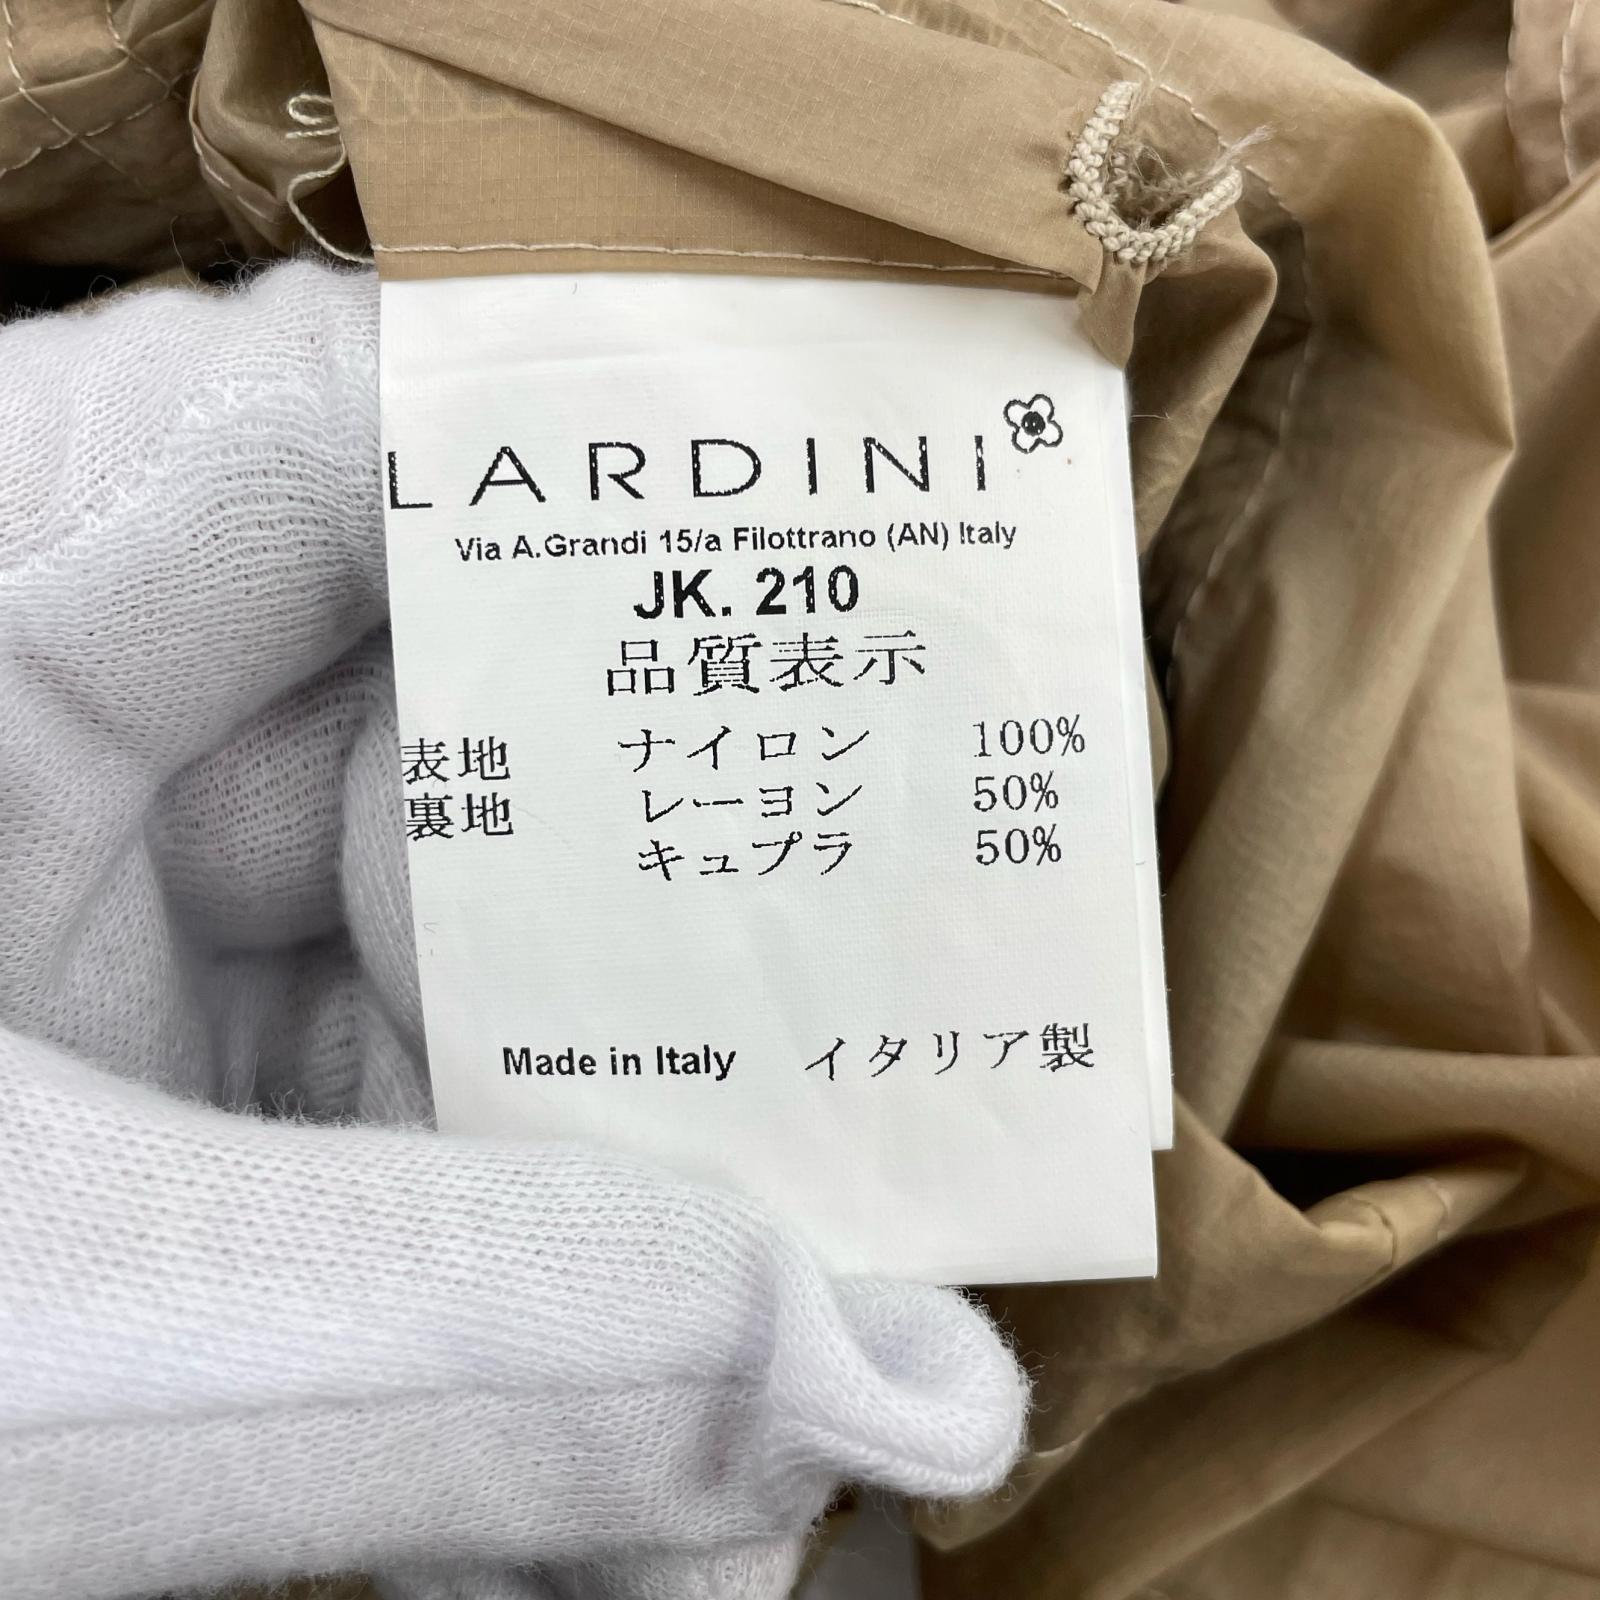 LARDINI
Via A.Grandi 15/a Filottrano (AN) Italy
JK. 210
品質表示
表地 ナイロン 100%
裏地 レーヨン 50%
キュプラ 50%
Made in Italy イタリア製